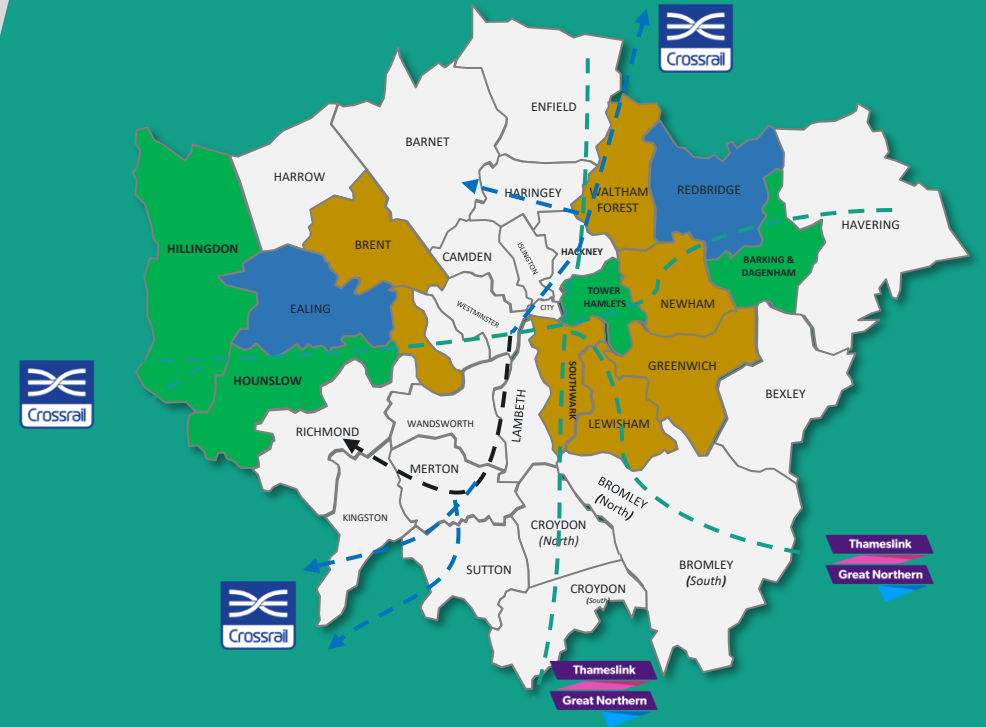 Crossrail
ENFIELD
BARNET
HARROW
HARINGEY
WALTHAM
FOREST
REDBRIDGE
HAVERING
HILLINGDON
BRENT
CAMDEN
ISLINGTON
HACKNEY
BARKING &
DAGENHAM
EALING
WESTMINSTER
CITY
TOWER
HAMLETS
NEWHAM
HOUNSLOW
GREENWICH
Crossrail
SOUTHWARK
BEXLEY
LAMBETH
LEWISHAM
RICHMOND
WANDSWORTH
MERTON
BROMLEY
(North)
KINGSTON
CROYDON
(North)
Thameslink
Great Northern
SUTTON
BROMLEY
(South)
CROYDON
(South)
Crossrail
Thameslink
Great Northern